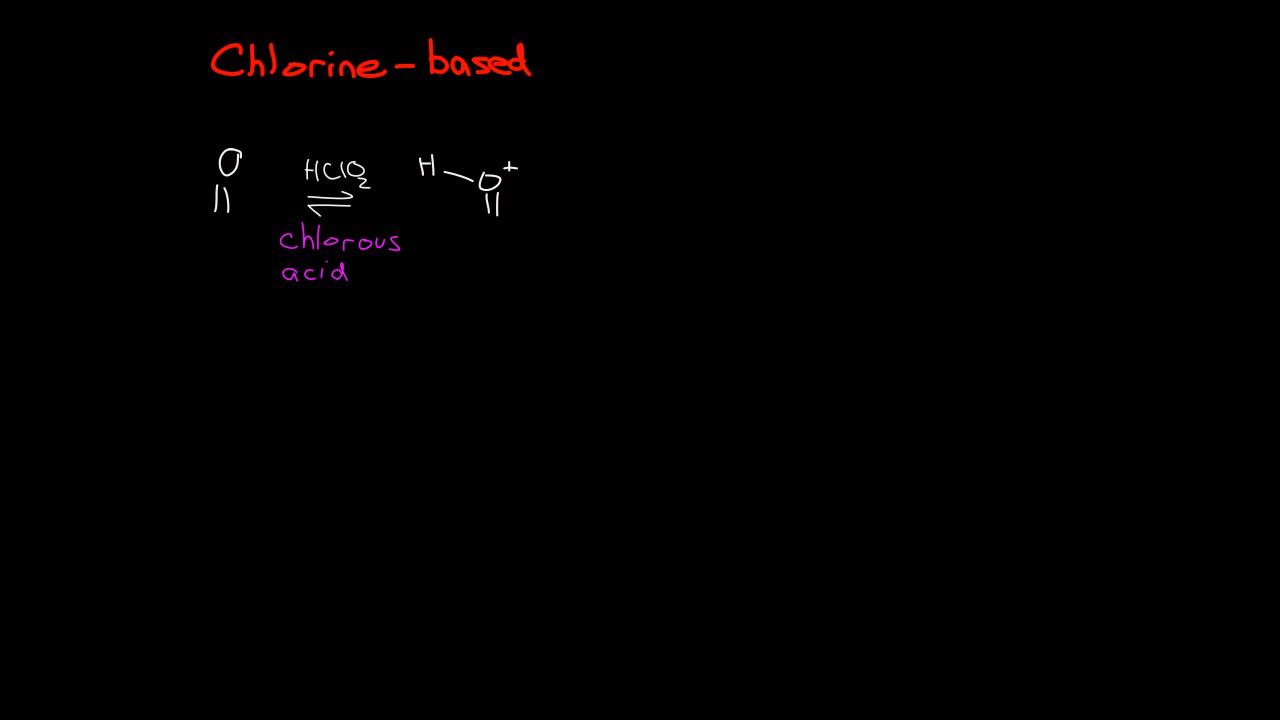 Chlorine-based
O HClO₂ H O⁺
chlorous
acid